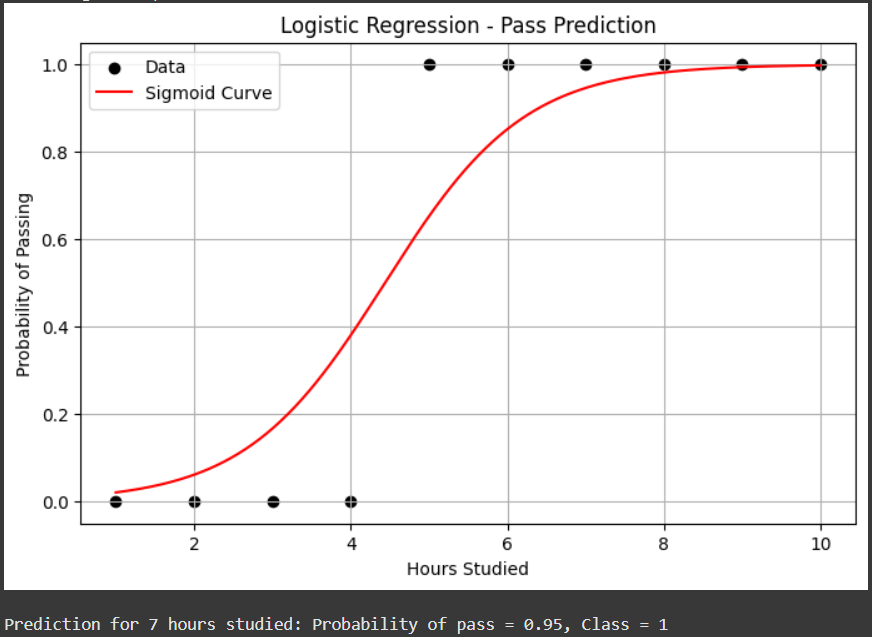 Logistic Regression - Pass Prediction
Data
Sigmoid Curve
Probability of Passing
1.0
0.8
0.6
0.4
0.2
0.0
2 4 6 8 10
Hours Studied
Prediction for 7 hours studied: Probability of pass = 0.95, Class = 1